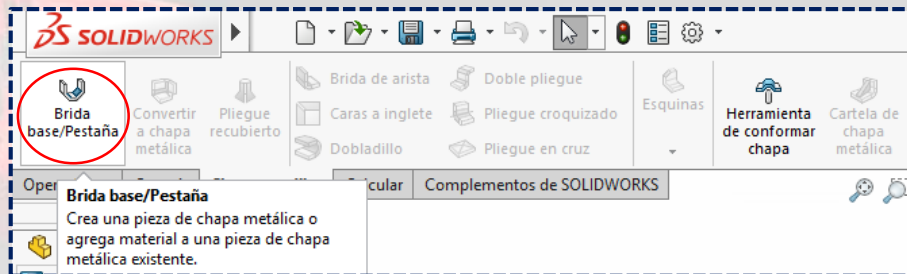 SOLIDWORKS
Brida
base/Pestaña
Convertir
a chapa
metálica
Pliegue
recubierto
Brida de arista
Caras a inglete
Dobladillo
Doble pliegue
Pliegue croquizado
Pliegue en cruz
Esquinas
Herramienta
de conformar
chapa
Cartela de
chapa
metálica
Calcular
Complementos de SOLIDWORKS
Brida base/Pestaña
Crea una pieza de chapa metálica o
agrega material a una pieza de chapa
metálica existente.